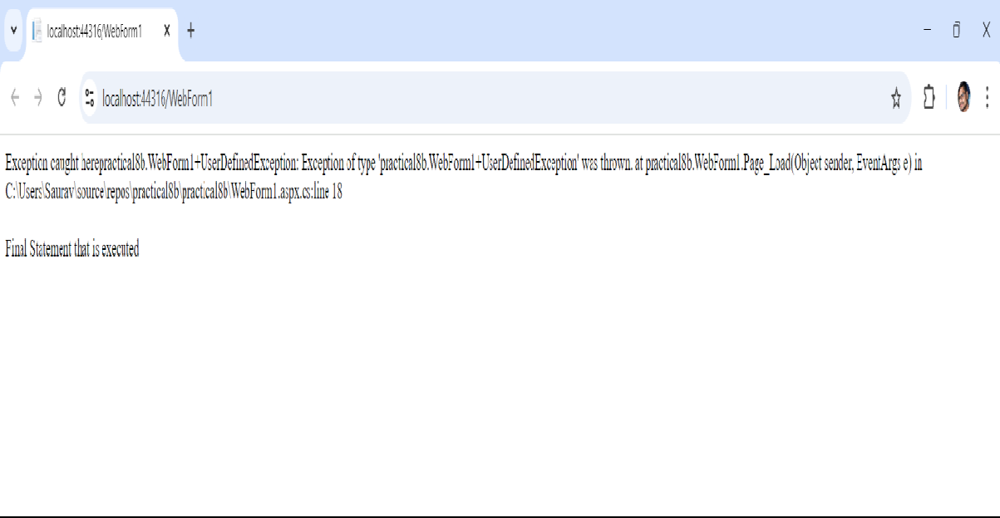 localhost:44316/WebForm1
localhost:44316/WebForm1
Exception caught herepractical8b.WebForm1+UserDefinedException: Exception of type 'practical8b.WebForm1+UserDefinedException' was thrown. at practical8b.WebForm1.Page_Load(Object sender, EventArgs e) in
C:\Users\Saurav\source\repos\practical8b\practical8b\WebForm1.aspx.cs:line 18
Final Statement that is executed